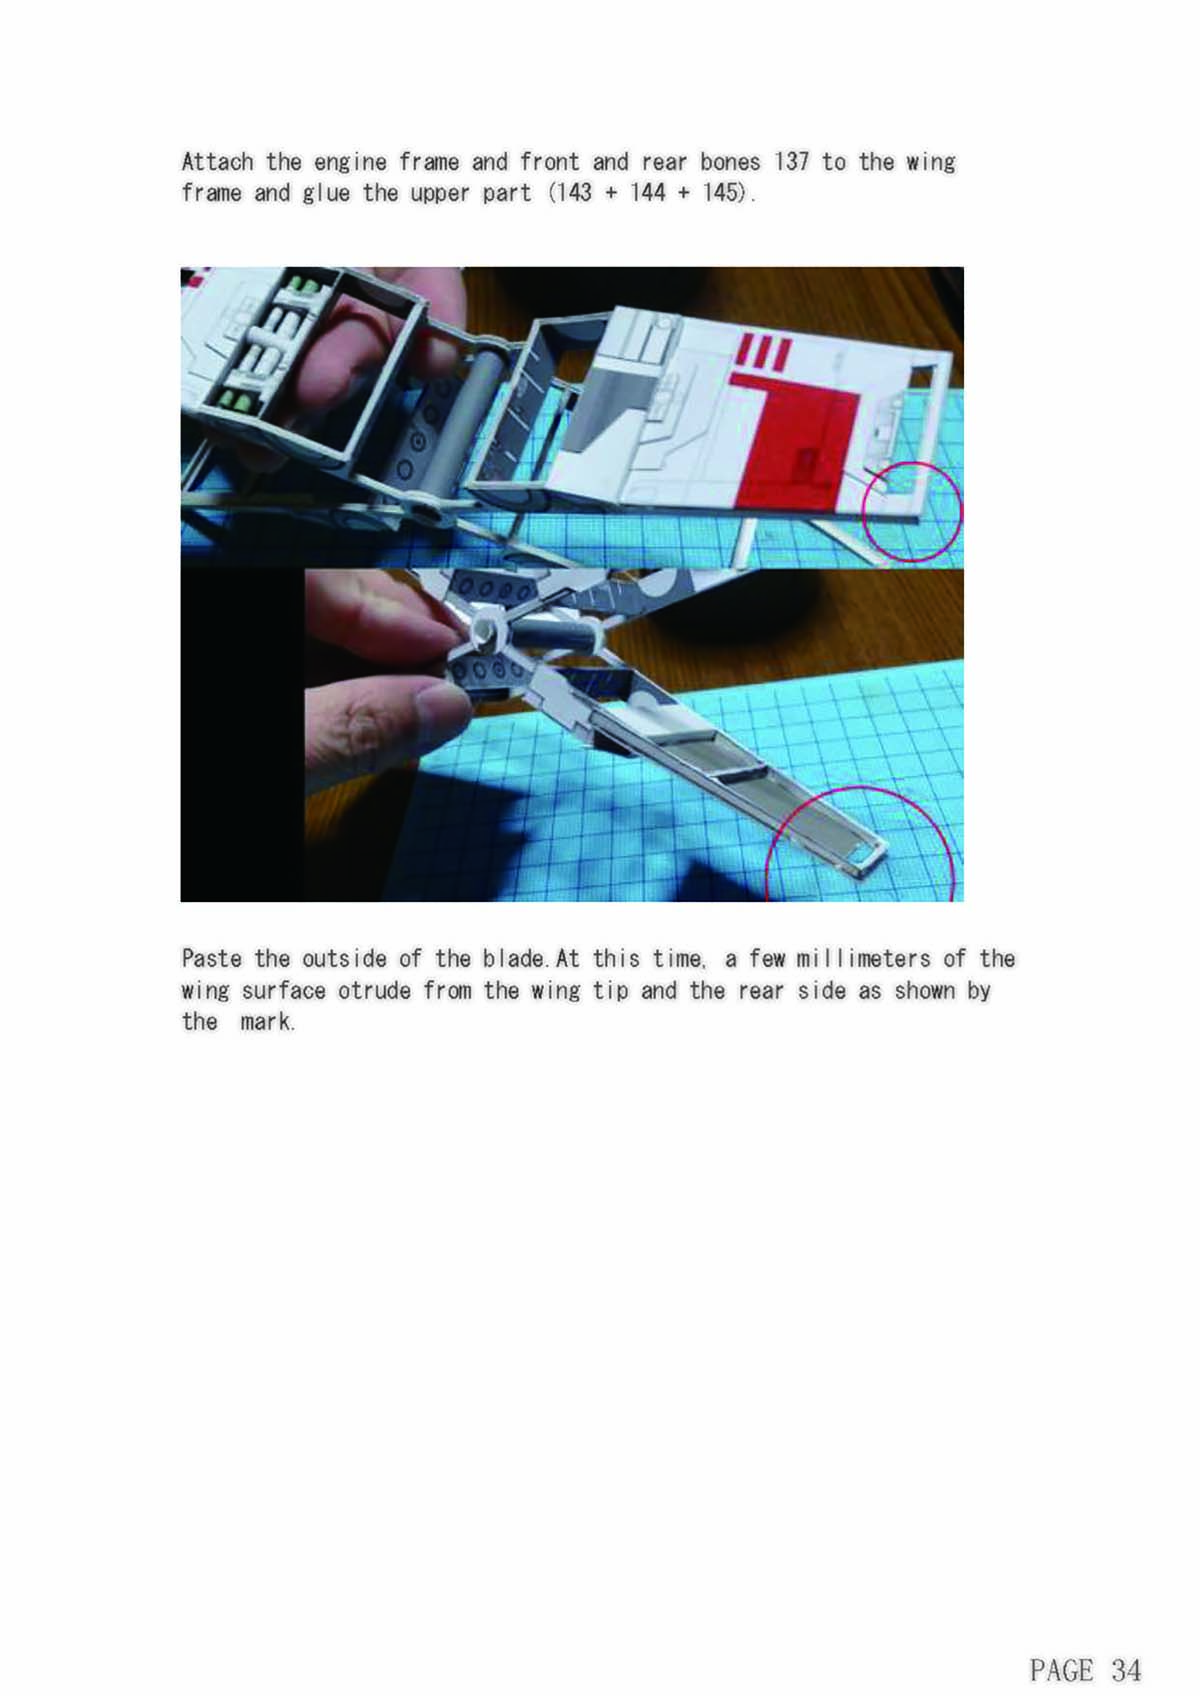 Attach the engine frame and front and rear bones 137 to the wing
frame and glue the upper part (143 + 144 + 145).
Paste the outside of the blade.At this time, a few millimeters of the
wing surface otrude from the wing tip and the rear side as shown by
the mark.
PAGE 34